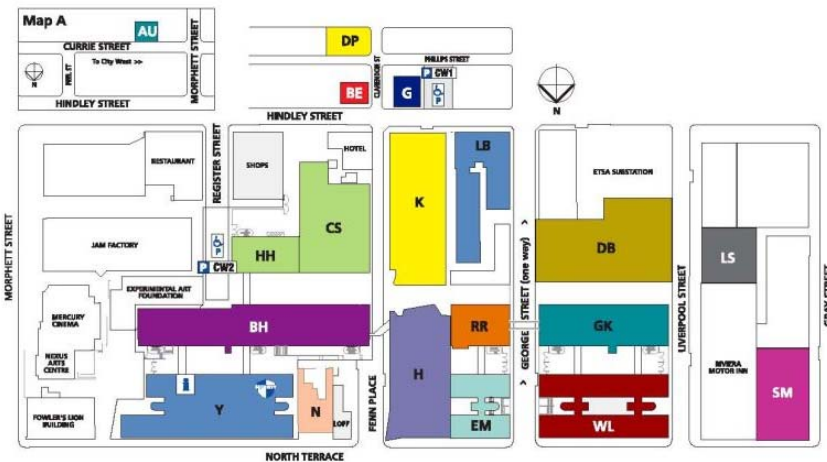 Map A
AU
CURRIE STREET
To City West >>
MORPHETT STREET
N
HINDLEY STREET
DP
PHILLIPS STREET
CLARENDON ST
BE
G
P CW1
P
HINDLEY STREET
N
MORPHETT STREET
RESTAURANT
REGISTER STREET
SHOPS
HOTEL
K
LB
ETSA SUBSTATION
JAM FACTORY
P
P CW2
HH
CS
DB
LS
GEORGE STREET (one way)
LIVERPOOL STREET
GRAY STREET
EXPERIMENTAL ART
FOUNDATION
MERCURY
CINEMA
BH
RR
GK
NEXUS
ARTS
CENTRE
H
RIVIERA
MOTOR INN
SM
FENN PLACE
FOWLER'S LION
BUILDING
Y
N
LOFT
EM
WL
NORTH TERRACE